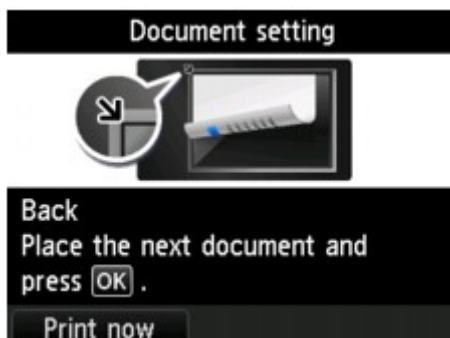 Document setting
Back
Place the next document and
press OK .
Print now